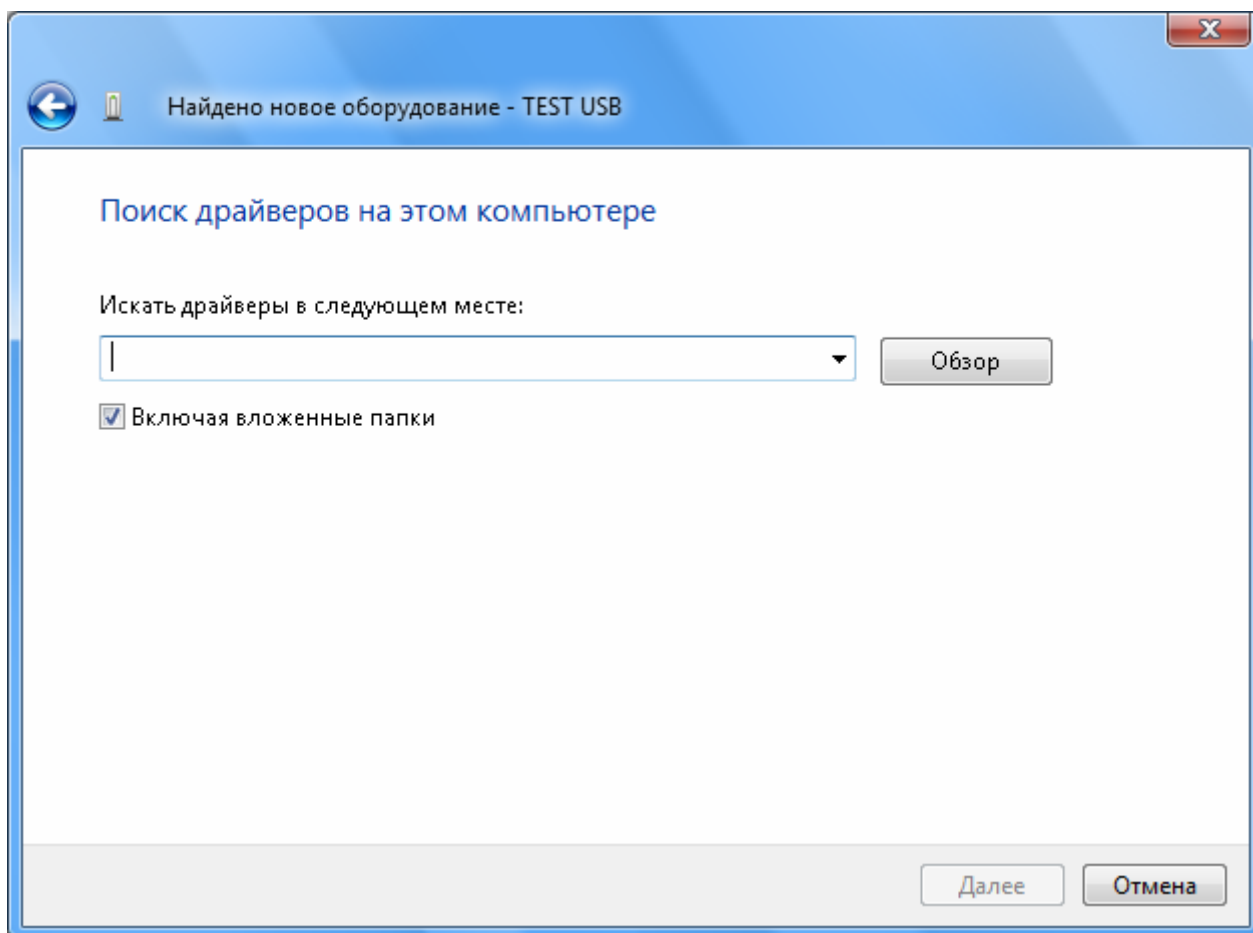 Найдено новое оборудование - TEST USB
Поиск драйверов на этом компьютере
Искать драйверы в следующем месте:
Обзор
Включая вложенные папки
Далее
Отмена